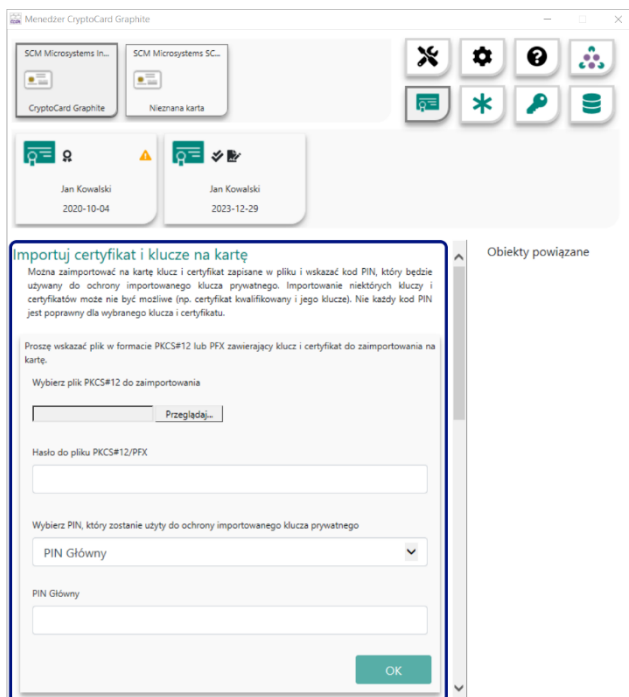 Menedżer CryptoCard Graphite
SCM Microsystems In...
CryptoCard Graphite
SCM Microsystems SC...
Nieznana karta
Jan Kowalski
2020-10-04
Jan Kowalski
2023-12-29
Importuj certyfikat i klucze na kartę
Można zaimportować na kartę klucz i certyfikat zapisane w pliku i wskazać kod PIN, który będzie
używany do ochrony importowanego klucza prywatnego. Importowanie niektórych kluczy i
certyfikatów może nie być możliwe (np. certyfikat kwalifikowany i jego klucze). Nie każdy kod PIN
jest poprawny dla wybranego klucza i certyfikatu.
Proszę wskazać plik w formacie PKCS#12 lub PFX zawierający klucz i certyfikat do zaimportowania na
kartę.
Wybierz plik PKCS#12 do zaimportowania
Przeglądaj...
Hasło do pliku PKCS#12/PFX
Wybierz PIN, który zostanie użyty do ochrony importowanego klucza prywatnego
PIN Główny
PIN Główny
OK
Obiekty powiązane